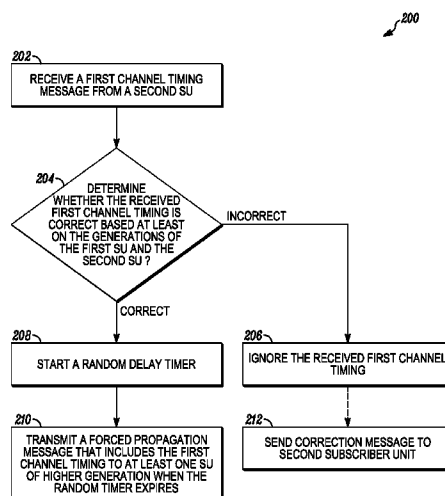 200
202
RECEIVE A FIRST CHANNEL TIMING
MESSAGE FROM A SECOND SU
204
DETERMINE
WHETHER THE RECEIVED
FIRST CHANNEL TIMING IS
CORRECT BASED AT LEAST
ON THE GENERATIONS OF
THE FIRST SU AND THE
SECOND SU ?
INCORRECT
CORRECT
208
START A RANDOM DELAY TIMER
206
IGNORE THE RECEIVED FIRST CHANNEL
TIMING
210
TRANSMIT A FORCED PROPAGATION
MESSAGE THAT INCLUDES THE FIRST
CHANNEL TIMING TO AT LEAST ONE SU
OF HIGHER GENERATION WHEN THE
RANDOM TIMER EXPIRES
212
SEND CORRECTION MESSAGE TO
SECOND SUBSCRIBER UNIT